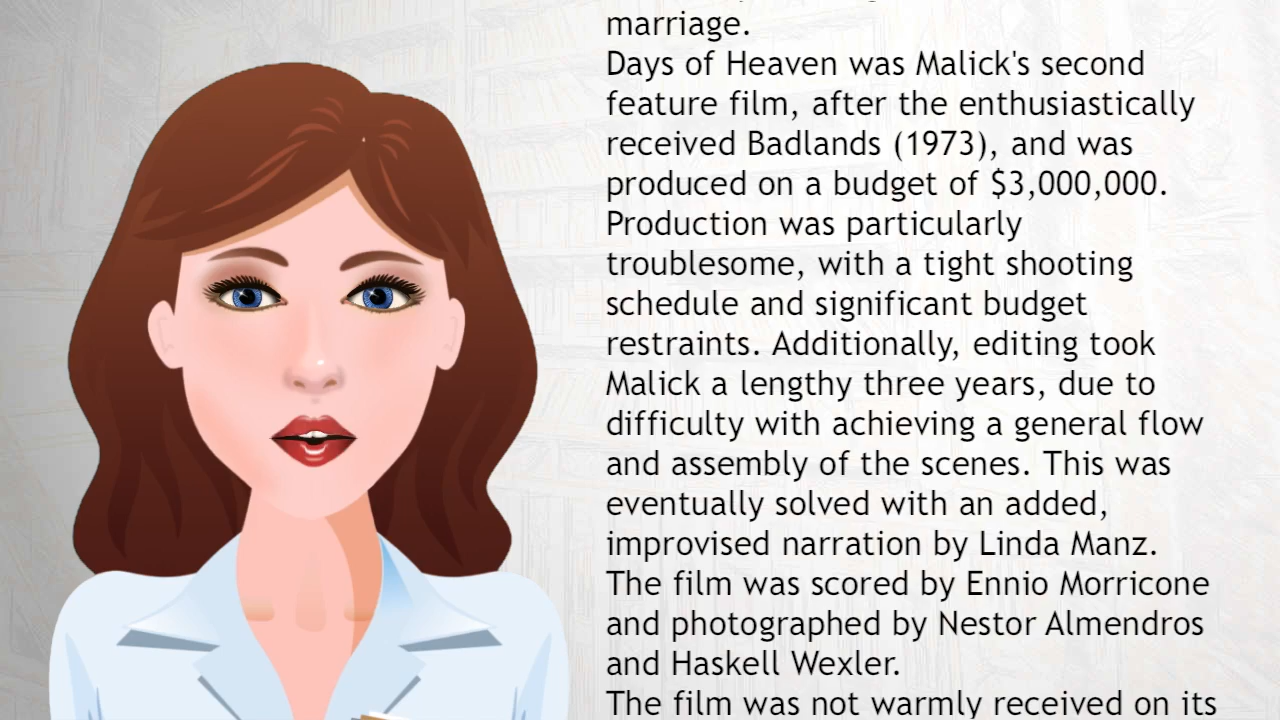 marriage.
Days of Heaven was Malick's second
feature film, after the enthusiastically
received Badlands (1973), and was
produced on a budget of $3,000,000.
Production was particularly
troublesome, with a tight shooting
schedule and significant budget
restraints. Additionally, editing took
Malick a lengthy three years, due to
difficulty with achieving a general flow
and assembly of the scenes. This was
eventually solved with an added,
improvised narration by Linda Manz.
The film was scored by Ennio Morricone
and photographed by Nestor Almendros
and Haskell Wexler.
The film was not warmly received on its